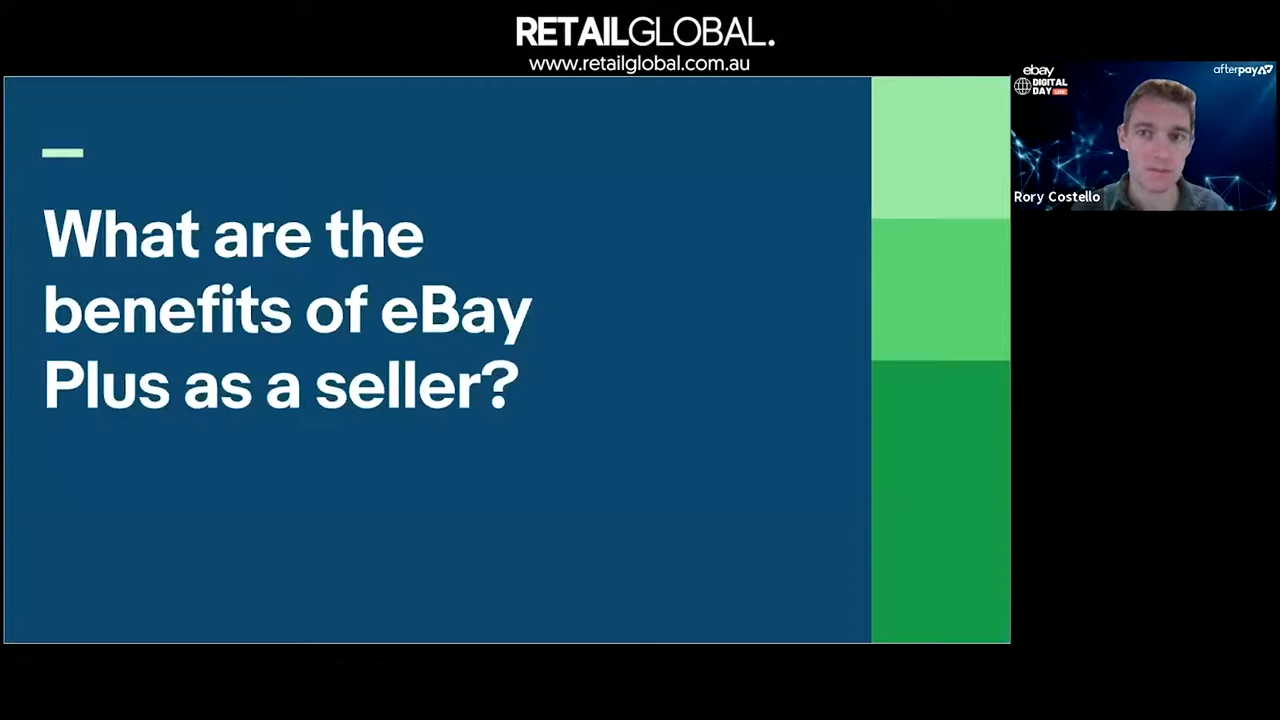 RETAILGLOBAL.
www.retailglobal.com.au
ebay
DIGITAL
DAY LIVE
afterpay
Rory Costello
What are the
benefits of eBay
Plus as a seller?